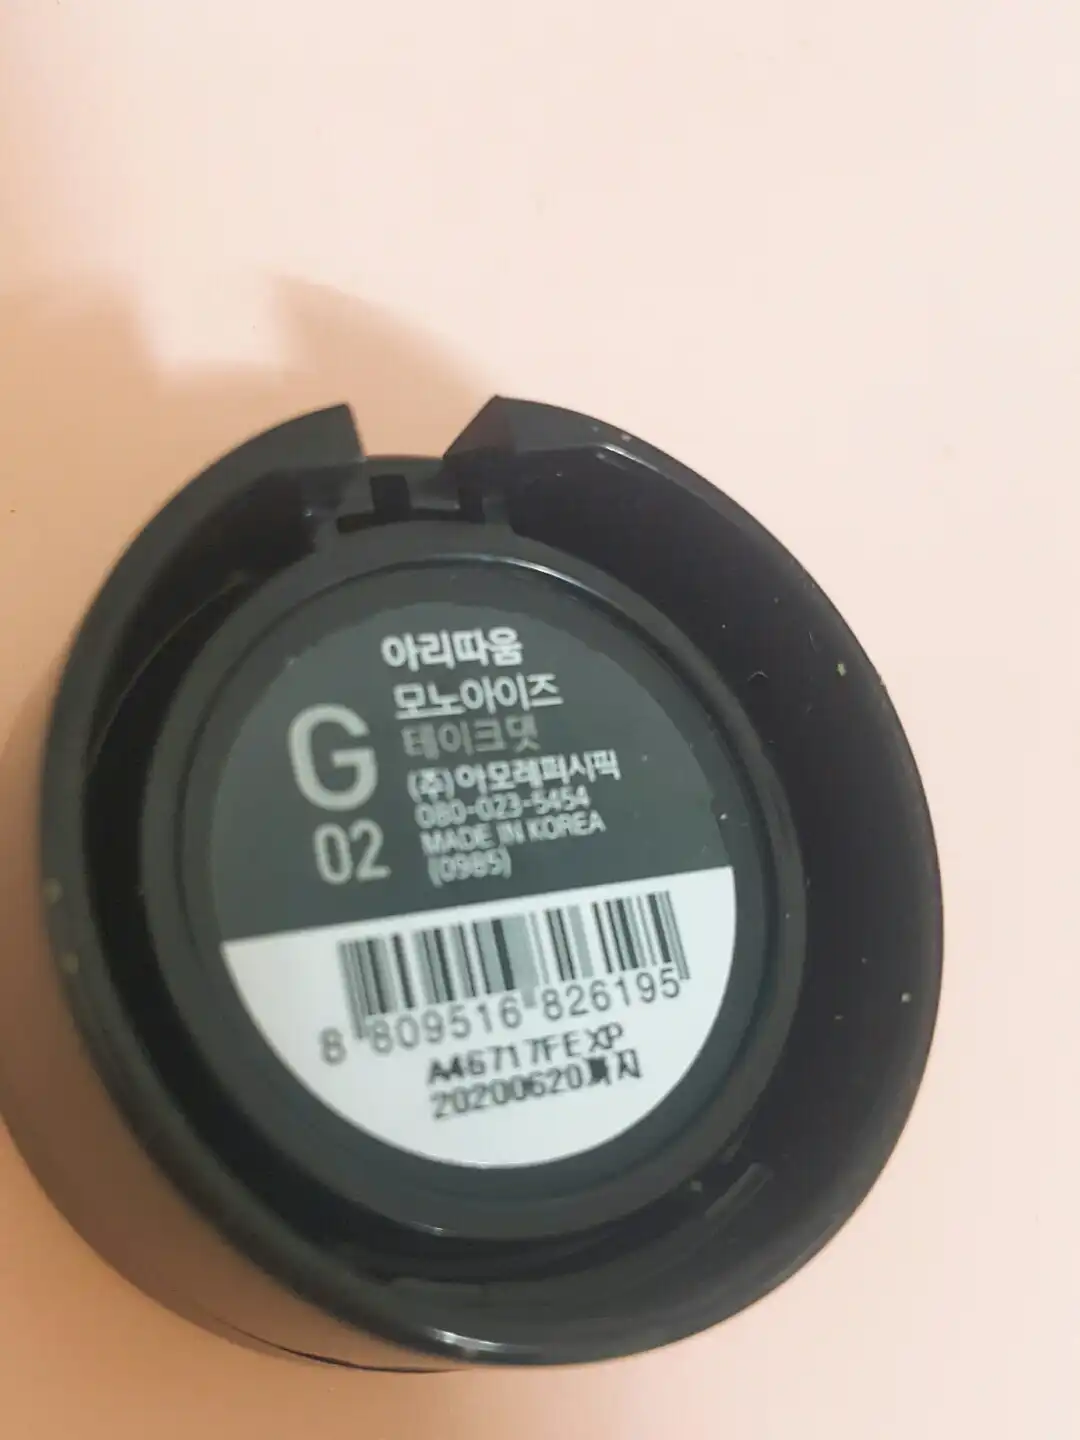 아리따움
모노아이즈
테이크댓
G
02
(주)아모레퍼시픽
080-023-5454
MADE IN KOREA
(0985)
8 809516 826195
A46717FEXP
20200620까지